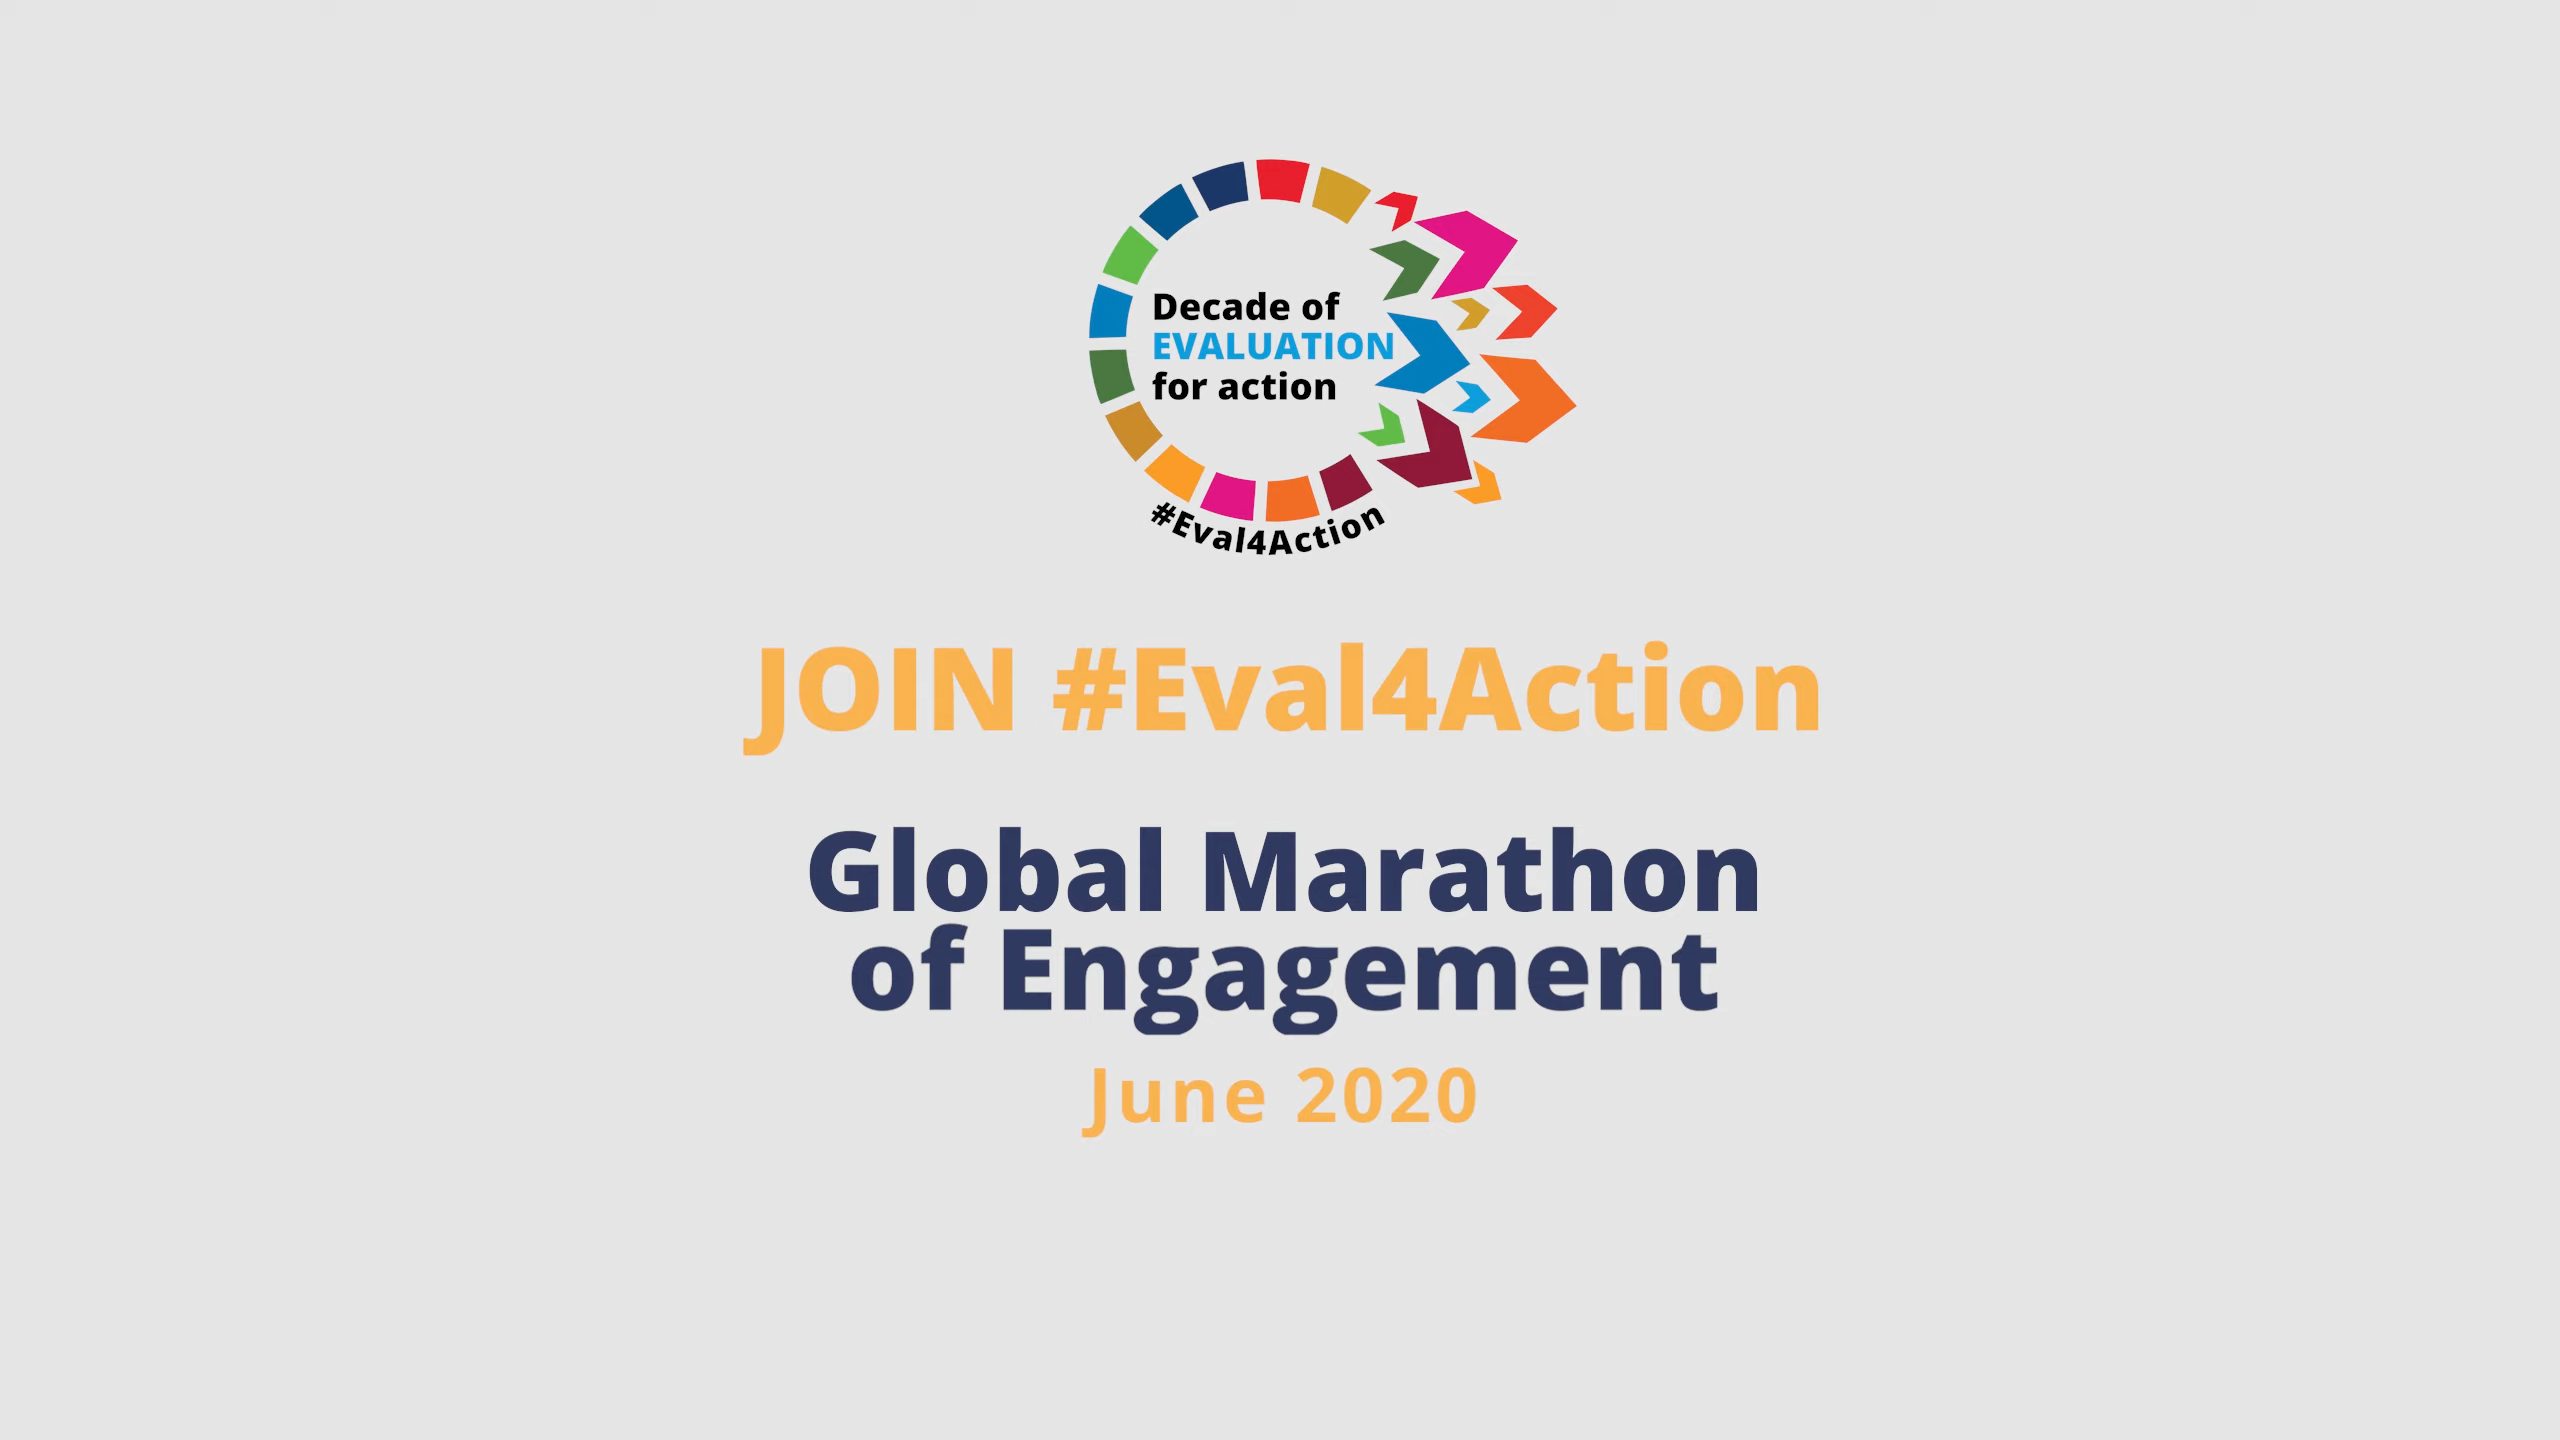 Decade of
EVALUATION
for action
#Eval4Action
JOIN #Eval4Action
Global Marathon
of Engagement
June 2020